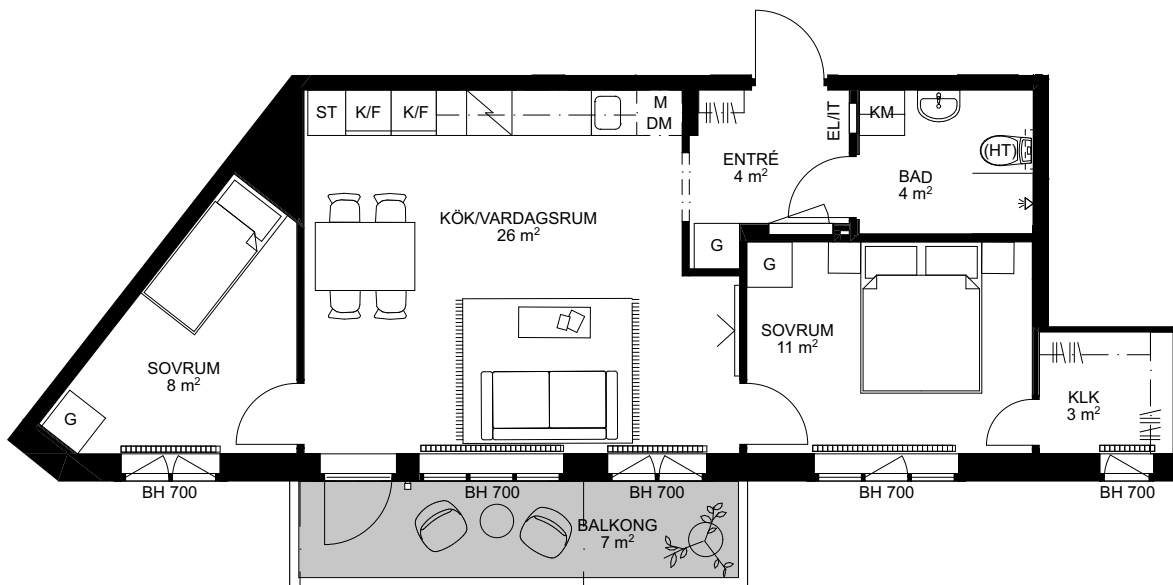 ST
K/F
K/F
M
DM
EL/IT
KM
(HT)
ENTRÉ
4 m²
BAD
4 m²
KÖK/VARDAGSRUM
26 m²
G
G
SOVRUM
11 m²
SOVRUM
8 m²
G
KLK
3 m²
BH 700
BH 700
BH 700
BH 700
BH 700
BALKONG
7 m²